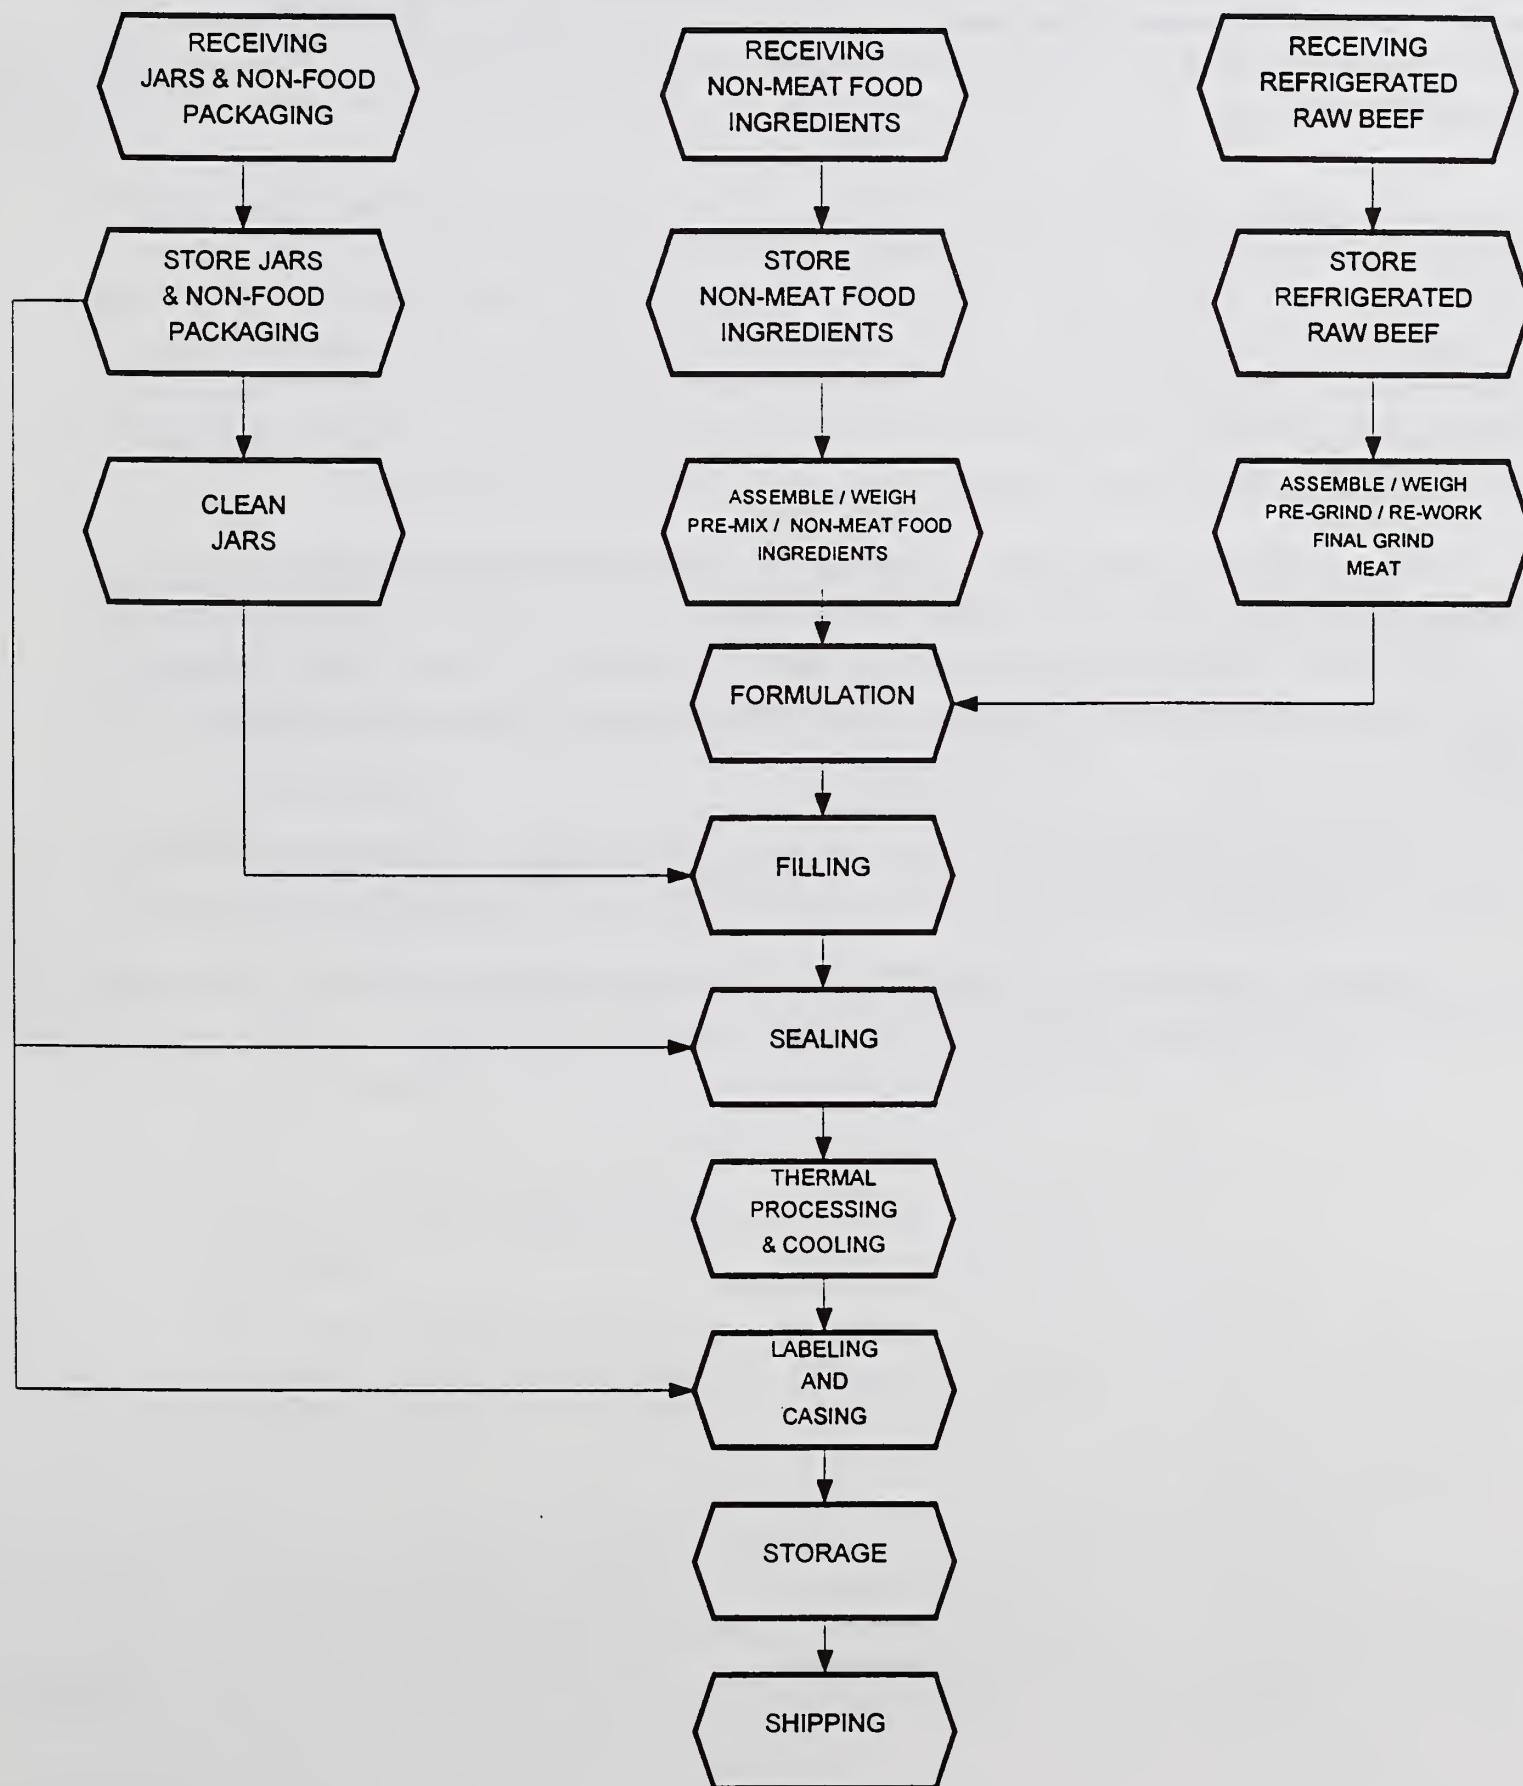 RECEIVING
JARS & NON-FOOD
PACKAGING
RECEIVING
NON-MEAT FOOD
INGREDIENTS
RECEIVING
REFRIGERATED
RAW BEEF
STORE JARS
& NON-FOOD
PACKAGING
STORE
NON-MEAT FOOD
INGREDIENTS
STORE
REFRIGERATED
RAW BEEF
CLEAN
JARS
ASSEMBLE / WEIGH
PRE-MIX / NON-MEAT FOOD
INGREDIENTS
ASSEMBLE / WEIGH
PRE-GRIND / RE-WORK
FINAL GRIND
MEAT
FORMULATION
FILLING
SEALING
THERMAL
PROCESSING
& COOLING
LABELING
AND
CASING
STORAGE
SHIPPING